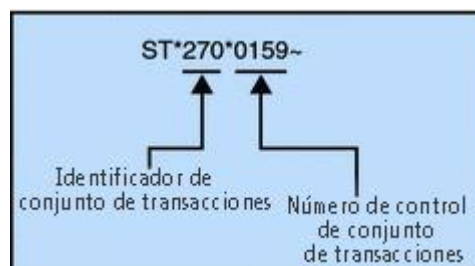 ST*270*0159~
Identificador de
conjunto de transacciones
Número de control
de conjunto
de transacciones